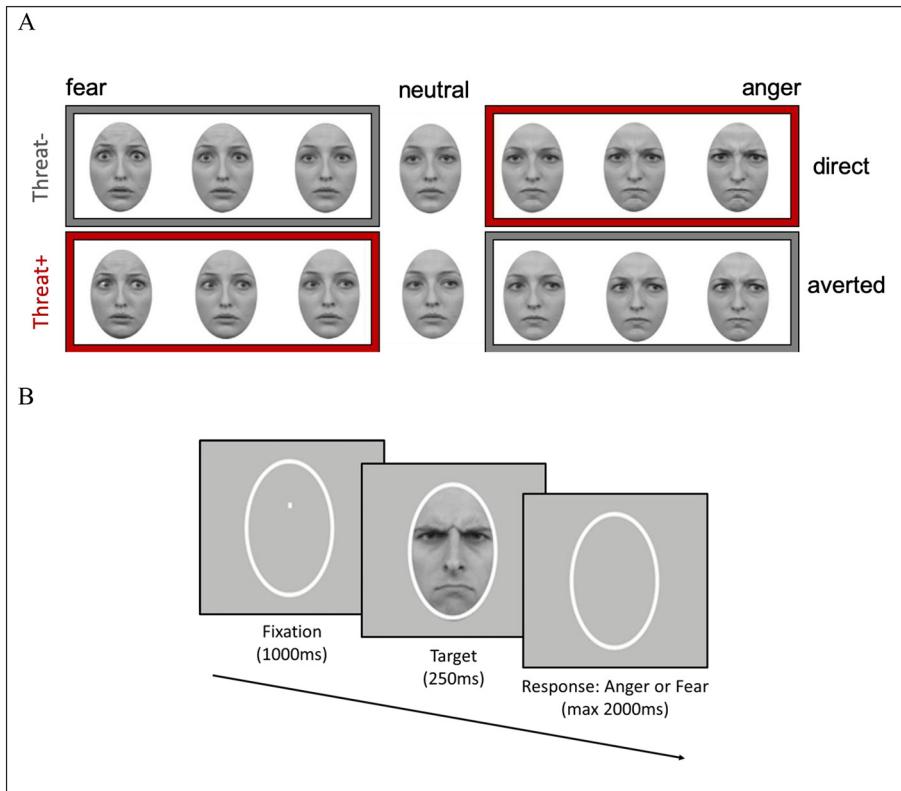 A
fear neutral anger
Threat-
direct
Threat+
averted
B
Fixation
(1000ms)
Target
(250ms)
Response: Anger or Fear
(max 2000ms)